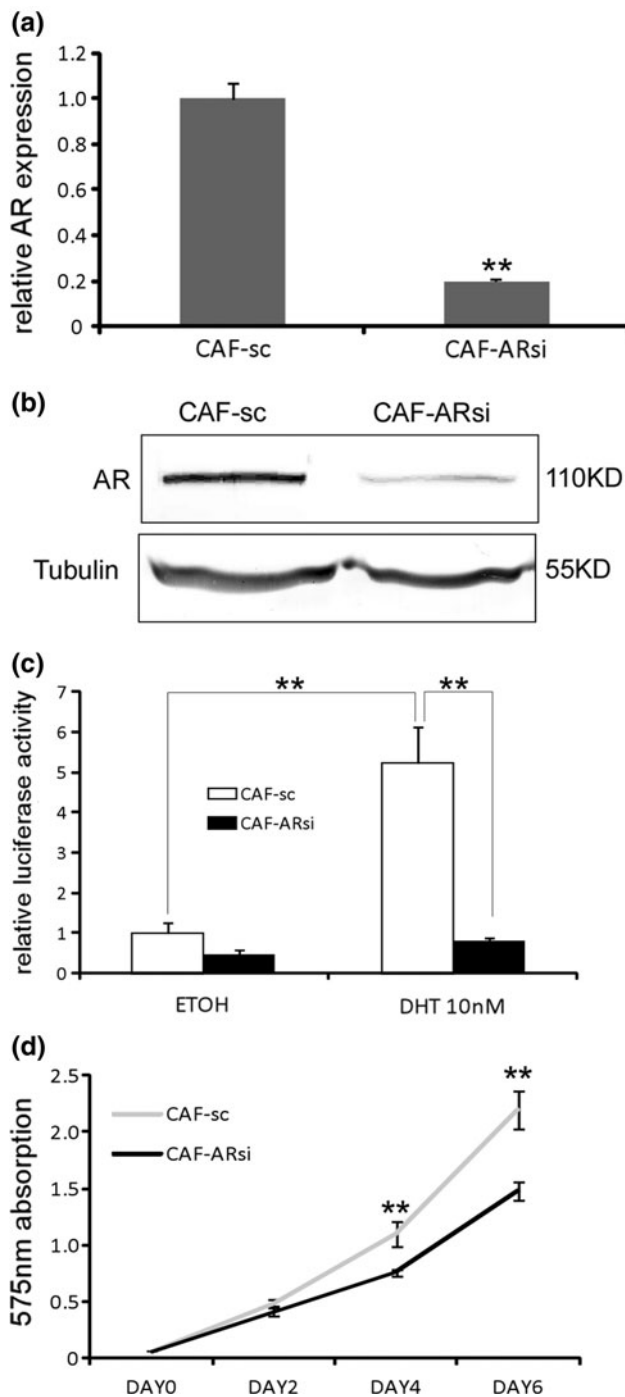 (a)
relative AR expression
1.2
1.0
0.8
0.6
0.4
0.2
0
**
CAF-sc CAF-ARsi
(b)
CAF-sc CAF-ARsi
AR 110KD
Tubulin 55KD
(c)
relative luciferase activity
7
6
5
4
3
2
1
0
** **
CAF-sc
CAF-ARsi
ETOH DHT 10nM
(d)
575nm absorption
2.5
2.0
1.5
1.0
0.5
0
CAF-sc
CAF-ARsi
**
**
DAY0 DAY2 DAY4 DAY6